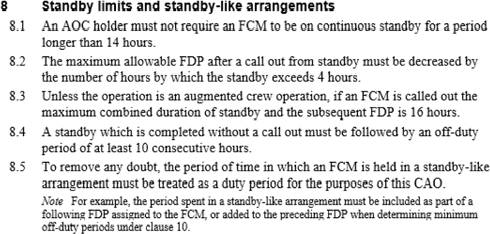 8 Standby limits and standby-like arrangements
8.1 An AOC holder must not require an FCM to be on continuous standby for a period
longer than 14 hours.
8.2 The maximum allowable FDP after a call out from standby must be decreased by
the number of hours by which the standby exceeds 4 hours.
8.3 Unless the operation is an augmented crew operation, if an FCM is called out the
maximum combined duration of standby and the subsequent FDP is 16 hours.
8.4 A standby which is completed without a call out must be followed by an off-duty
period of at least 10 consecutive hours.
8.5 To remove any doubt, the period of time in which an FCM is held in a standby-like
arrangement must be treated as a duty period for the purposes of this CAO.
Note For example, the period spent in a standby-like arrangement must be included as part of a
following FDP assigned to the FCM, or added to the preceding FDP when determining minimum
off-duty periods under clause 10.